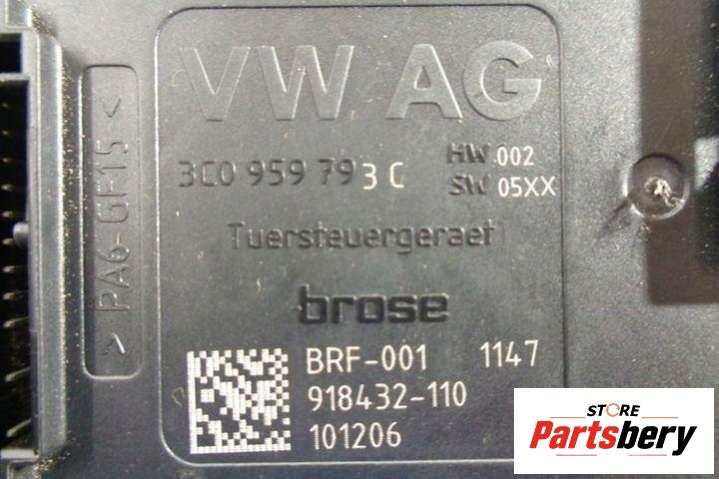 VW AG
3C0 959 793 C HW 002
SW 05XX
Tuersteuergeraet
brose
BRF-001 1147
918432-110
101206
>PA6-GF15<
STORE
Partsbery